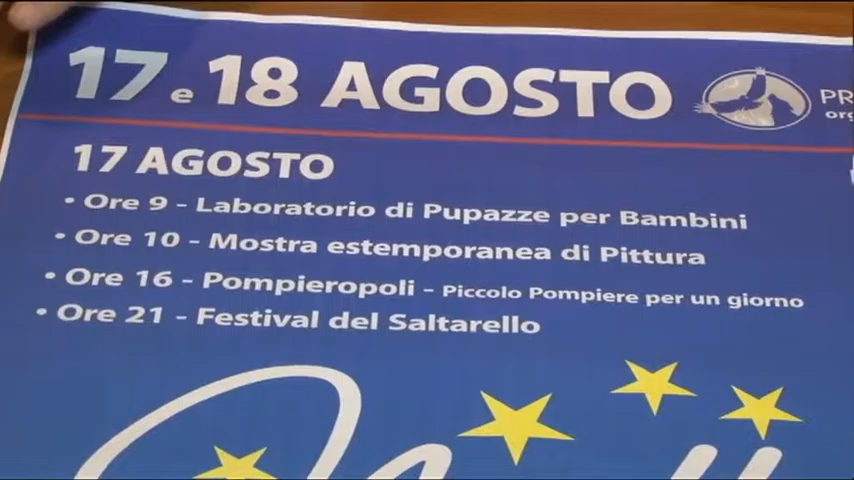 17 e 18 AGOSTO
17 AGOSTO
• Ore 9 - Laboratorio di Pupazze per Bambini
• Ore 10 - Mostra estemporanea di Pittura
• Ore 16 - Pompieropoli - Piccolo Pompiere per un giorno
• Ore 21 - Festival del Saltarello